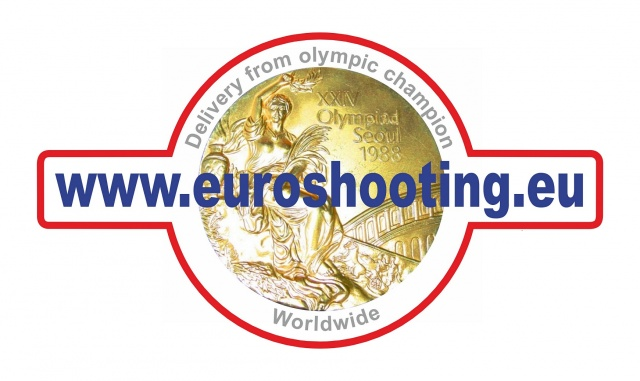 Delivery from olympic champion
XXIV
Olympiad
Seoul
1988
www.euroshooting.eu
Worldwide